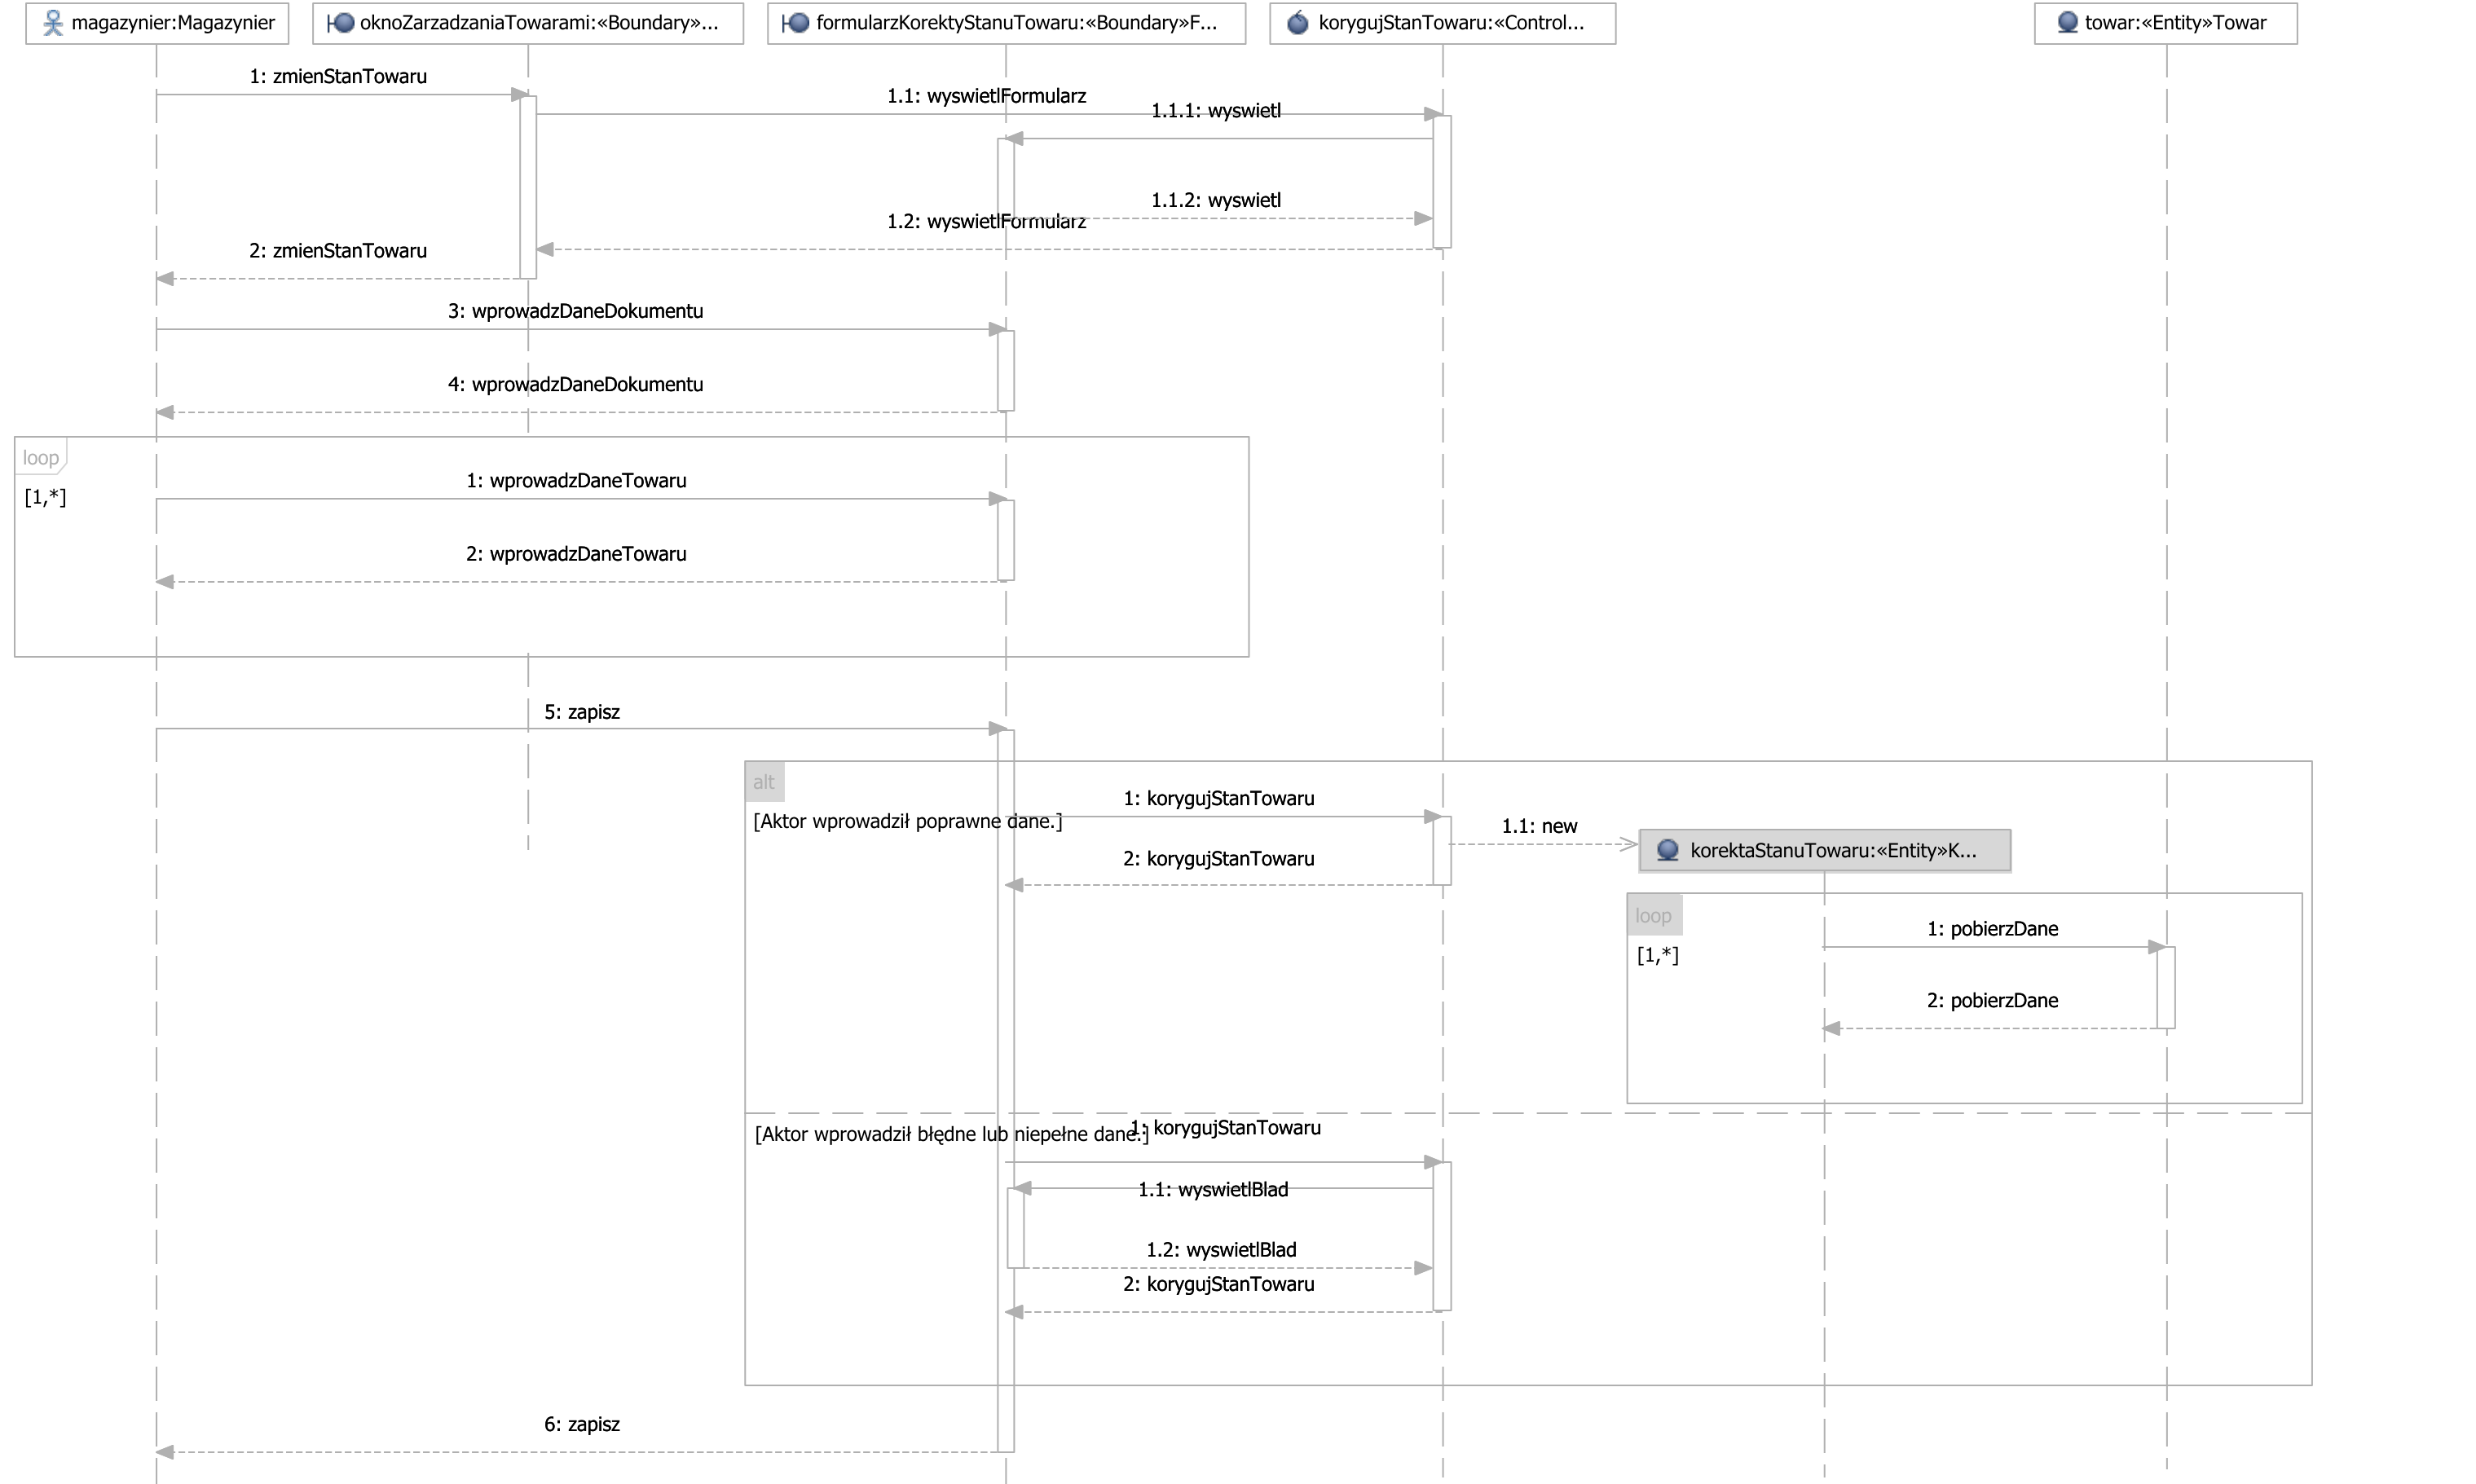 magazynier:Magazynier
oknoZarzadzaniaTowarami:«Boundary»...
formularzKorektyStanuTowaru:«Boundary»F...
korygujStanTowaru:«Control...
towar:«Entity»Towar
1: zmienStanTowaru
1.1: wyswietlFormularz
1.1.1: wyswietl
1.1.2: wyswietl
1.2: wyswietlFormularz
2: zmienStanTowaru
3: wprowadzDaneDokumentu
4: wprowadzDaneDokumentu
loop
[1,*]
1: wprowadzDaneTowaru
2: wprowadzDaneTowaru
5: zapisz
alt
[Aktor wprowadził poprawne dane.]
1: korygujStanTowaru
1.1: new
korektaStanuTowaru:«Entity»K...
2: korygujStanTowaru
loop
[1,*]
1: pobierzDane
2: pobierzDane
[Aktor wprowadził błędne lub niepełne dane.]
1: korygujStanTowaru
1.1: wyswietlBlad
1.2: wyswietlBlad
2: korygujStanTowaru
6: zapisz